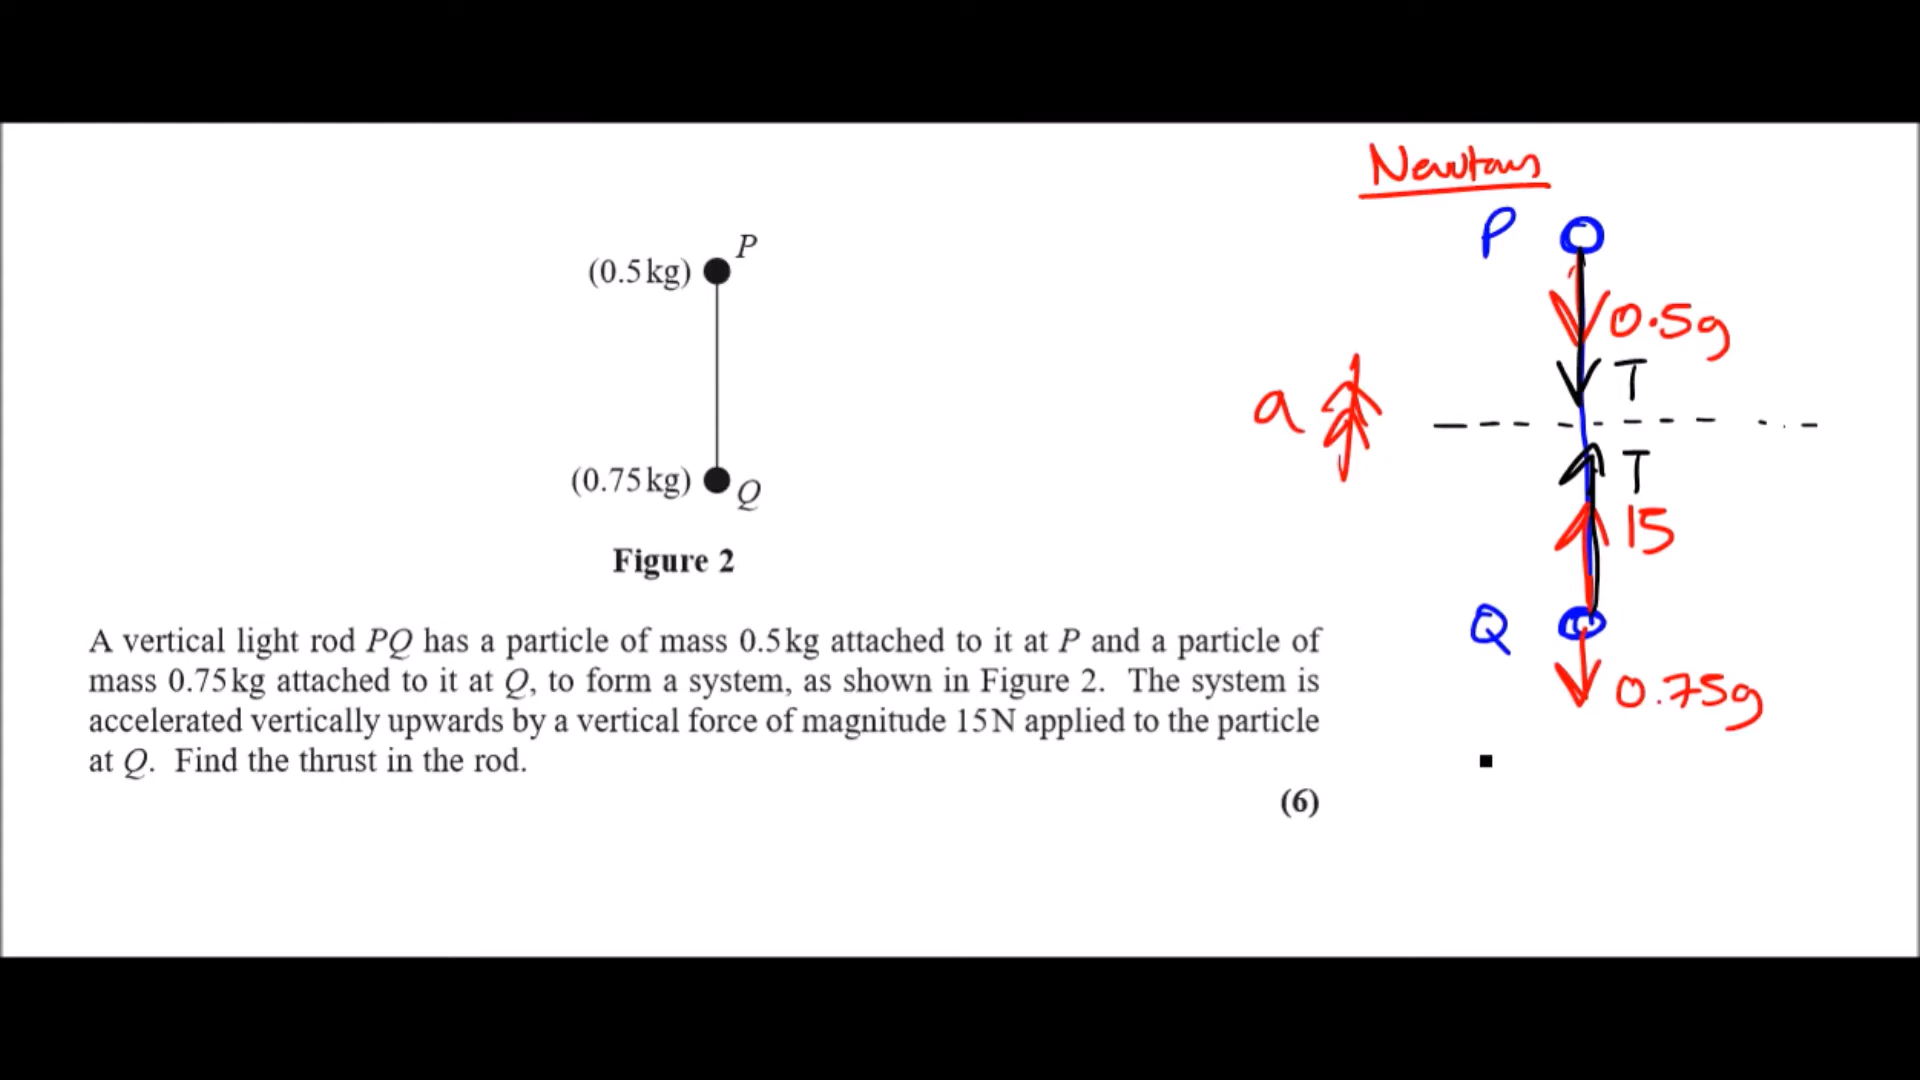 Newtons
P
(0.5 kg)
P
0.5g
T
a
T
(0.75 kg)
Q
15
Figure 2
Q
A vertical light rod PQ has a particle of mass 0.5 kg attached to it at P and a particle of
mass 0.75 kg attached to it at Q, to form a system, as shown in Figure 2. The system is
accelerated vertically upwards by a vertical force of magnitude 15 N applied to the particle
at Q. Find the thrust in the rod.
0.75g
(6)